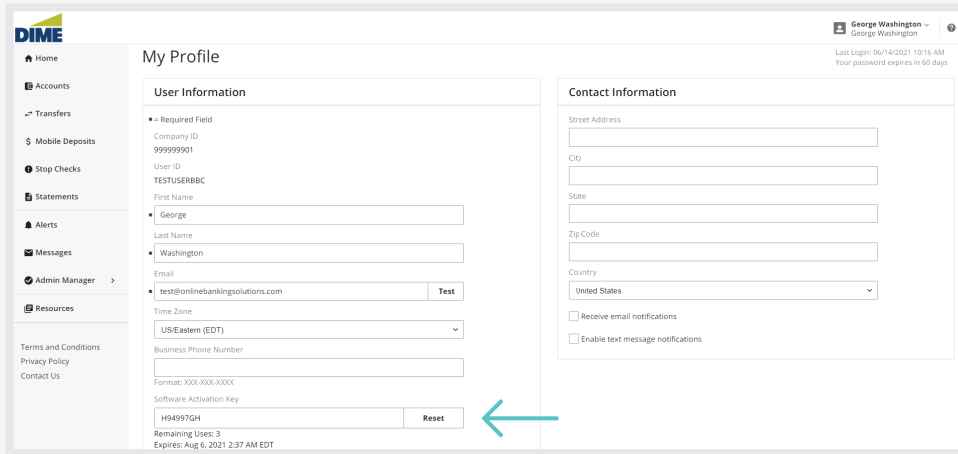 DIME
George Washington
George Washington
Last Login: 06/14/2021 10:16 AM
Your password expires in 60 days
Home
Accounts
Transfers
Mobile Deposits
Stop Checks
Statements
Alerts
Messages
Admin Manager
Resources
Terms and Conditions
Privacy Policy
Contact Us
My Profile
User Information
= Required Field
Company ID
999999901
User ID
TESTUSERBBC
First Name
George
Last Name
Washington
Email
test@onlinebankingsolutions.com Test
Time Zone
US/Eastern (EDT)
Business Phone Number
Format: XXX-XXX-XXXX
Software Activation Key
H94997GH Reset
Remaining Uses: 3
Expires: Aug 6, 2021 2:37 AM EDT
Contact Information
Street Address
City
State
Zip Code
Country
United States
Receive email notifications
Enable text message notifications